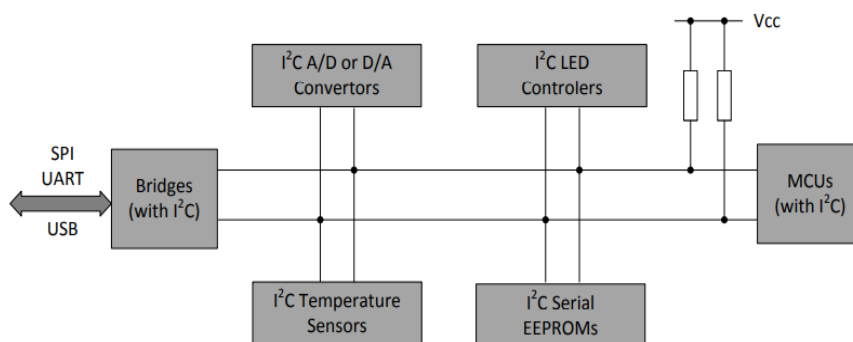 Vcc
I²C A/D or D/A
Convertors
I²C LED
Controlers
SPI
UART
USB
Bridges
(with I²C)
MCUs
(with I²C)
I²C Temperature
Sensors
I²C Serial
EEPROMs